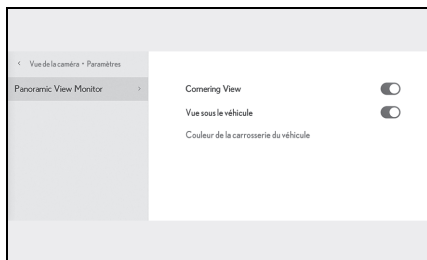 Vue de la caméra • Paramètres
Panoramic View Monitor
Cornering View
Vue sous le véhicule
Couleur de la carrosserie du véhicule